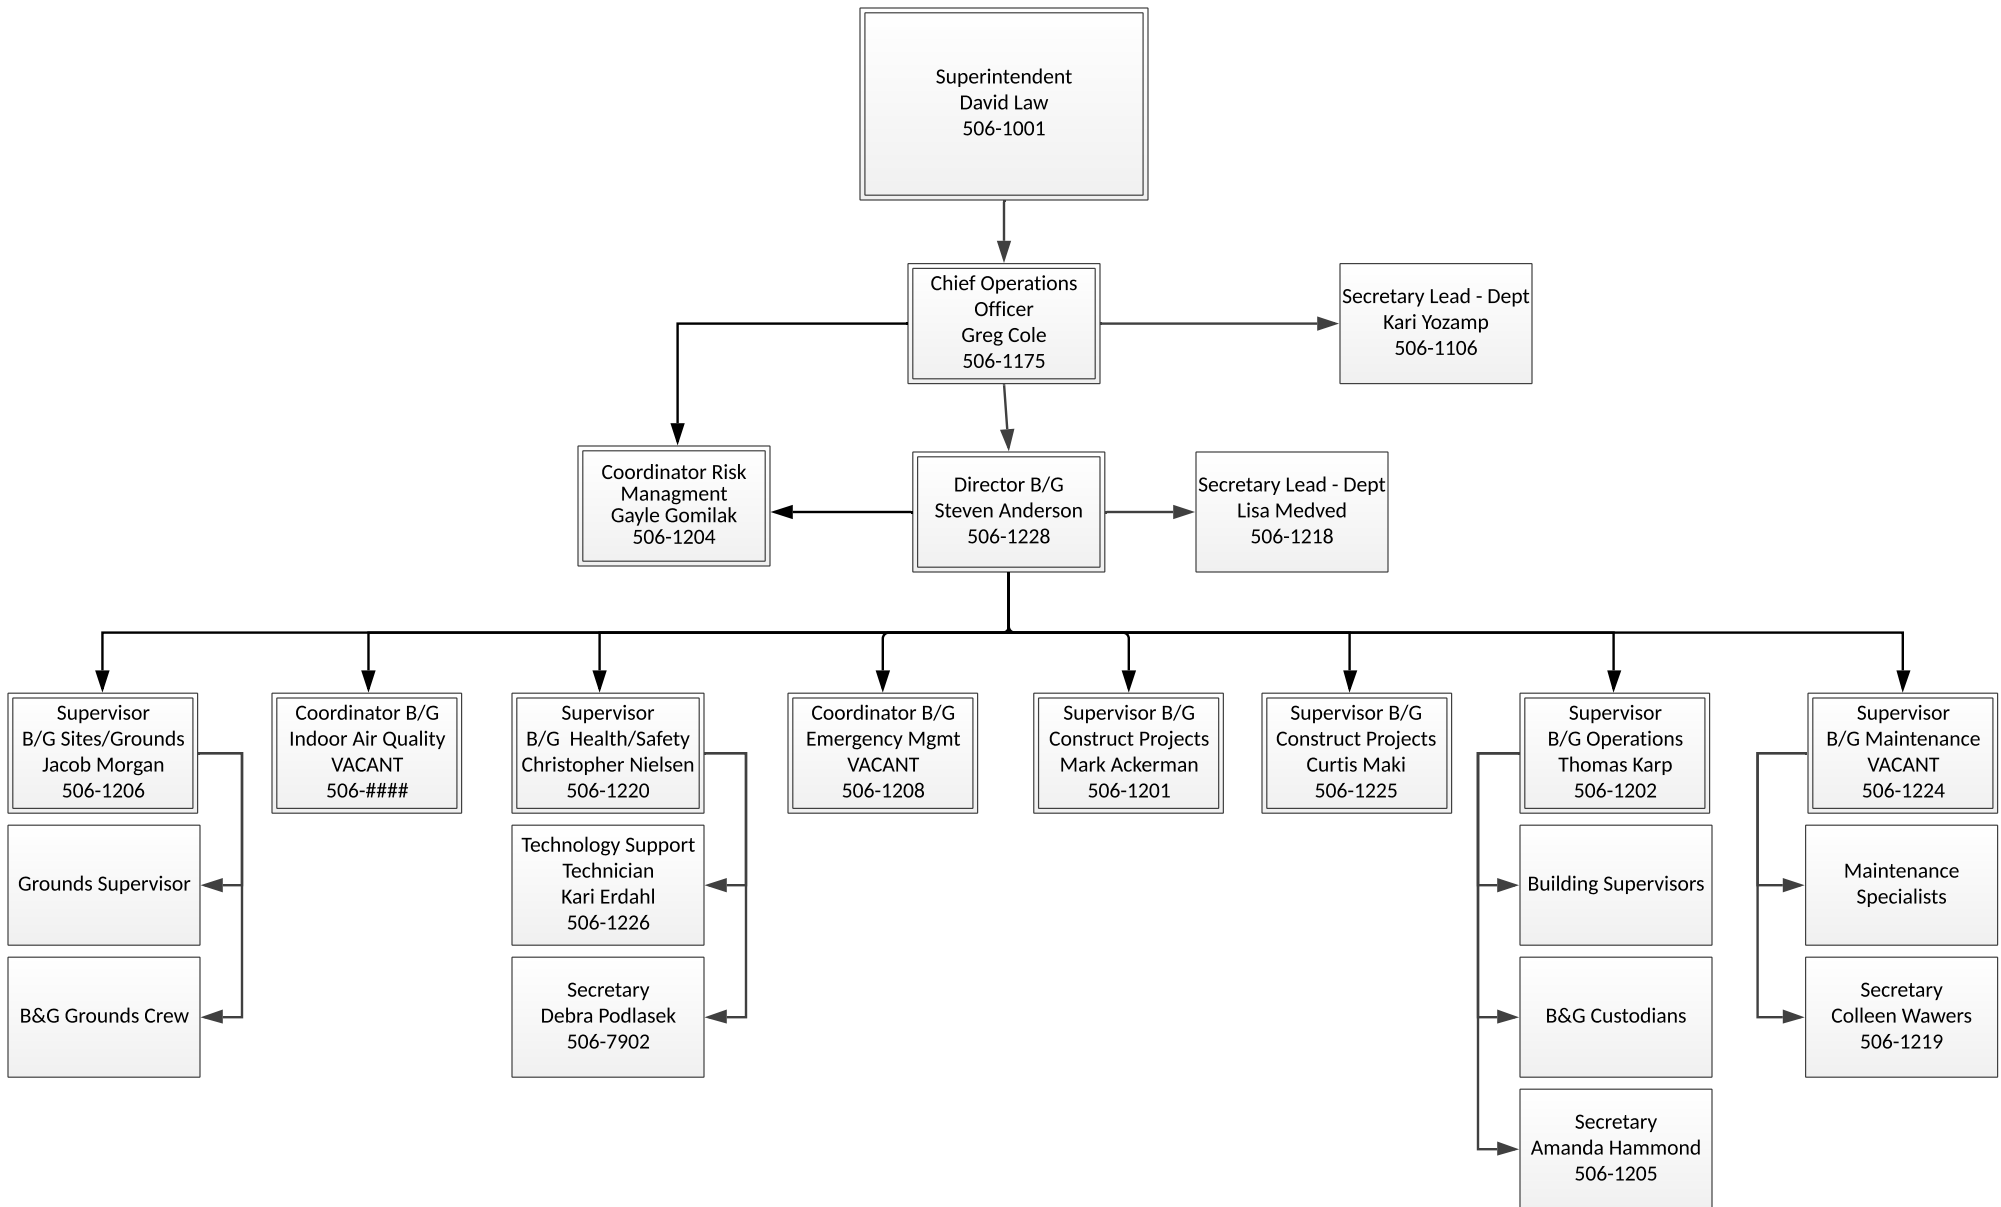 Superintendent
David Law
506-1001
Chief Operations
Officer
Greg Cole
506-1175
Secretary Lead - Dept
Kari Yozamp
506-1106
Coordinator Risk
Managment
Gayle Gomilak
506-1204
Director B/G
Steven Anderson
506-1228
Secretary Lead - Dept
Lisa Medved
506-1218
Supervisor
B/G Sites/Grounds
Jacob Morgan
506-1206
Coordinator B/G
Indoor Air Quality
VACANT
506-####
Supervisor
B/G  Health/Safety
Christopher Nielsen
506-1220
Coordinator B/G
Emergency Mgmt
VACANT
506-1208
Supervisor B/G
Construct Projects
Mark Ackerman
506-1201
Supervisor B/G
Construct Projects
Curtis Maki
506-1225
Supervisor
B/G Operations
Thomas Karp
506-1202
Supervisor
B/G Maintenance
VACANT
506-1224
Grounds Supervisor
Technology Support
Technician
Kari Erdahl
506-1226
Building Supervisors
Maintenance
Specialists
B&G Grounds Crew
Secretary
Debra Podlasek
506-7902
B&G Custodians
Secretary
Colleen Wawers
506-1219
Secretary
Amanda Hammond
506-1205